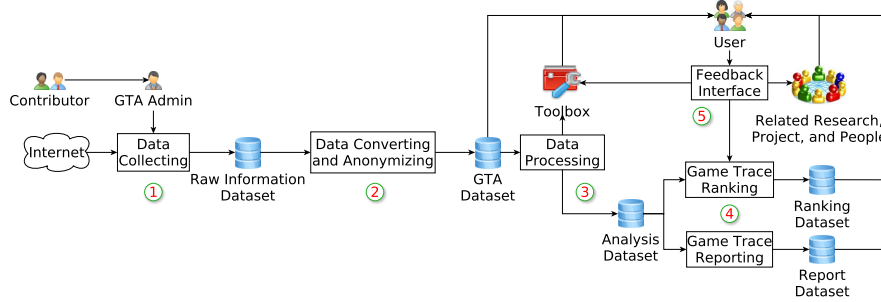 User
Contributor
GTA Admin
Internet
Data
Collecting
1
Raw Information
Dataset
Data Converting
and Anonymizing
2
GTA
Dataset
Toolbox
Data
Processing
3
Feedback
Interface
5
Related Research,
Project, and People
Analysis
Dataset
Game Trace
Ranking
4
Ranking
Dataset
Game Trace
Reporting
Report
Dataset